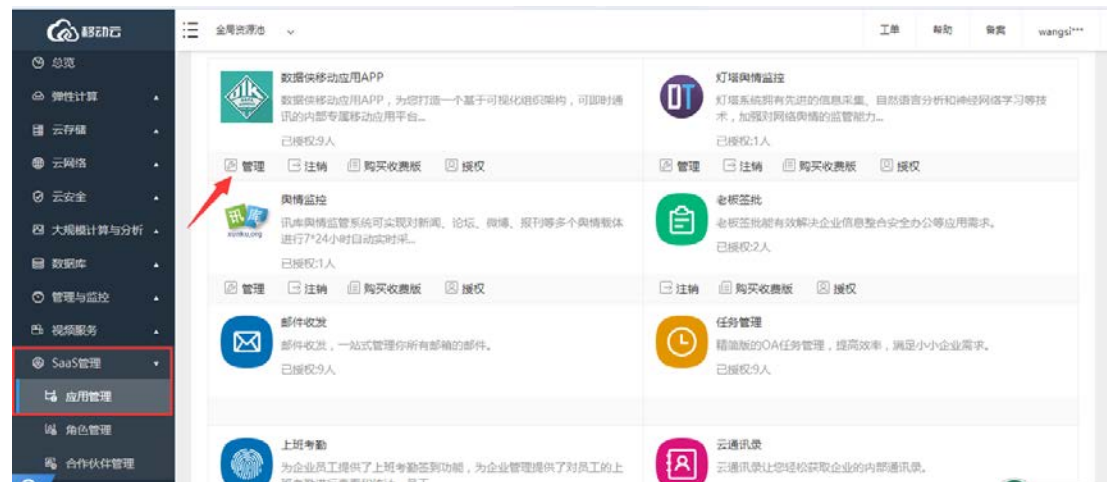 移动云
全局资源池
工单
帮助
备案
wangsi***
总览
弹性计算
云存储
云网络
云安全
大规模计算与分析
数据库
管理与监控
视频服务
SaaS管理
应用管理
角色管理
合作伙伴管理
数据侠移动应用APP
数据侠移动应用APP，为您打造一个基于可视化组织架构，可即时通
讯的内部专属移动应用平台...
已授权:9人
管理 注销 购买收费版 授权
灯塔舆情监控
灯塔系统拥有先进的信息采集、自然语言分析和神经网络学习等技
术，加强对网络舆情的监管能力...
已授权:1人
管理 注销 购买收费版 授权
讯库
xunku.org
舆情监控
讯库舆情监管系统可实现对新闻、论坛、微博、报刊等多个舆情载体
进行7*24小时自动实时采...
已授权:1人
管理 注销 购买收费版 授权
老板签批
老板签批能有效解决企业信息整合安全办公等应用需求。
已授权:2人
注销 购买收费版 授权
邮件收发
邮件收发，一站式管理你所有邮箱的邮件。
已授权:9人
任务管理
精简版的OA任务管理，提高效率，满足小小企业需求。
已授权:9人
上班考勤
为企业员工提供了上班考勤签到功能，为企业管理提供了对员工的上
云通讯录
云通讯录让您轻松获取企业的内部通讯录。